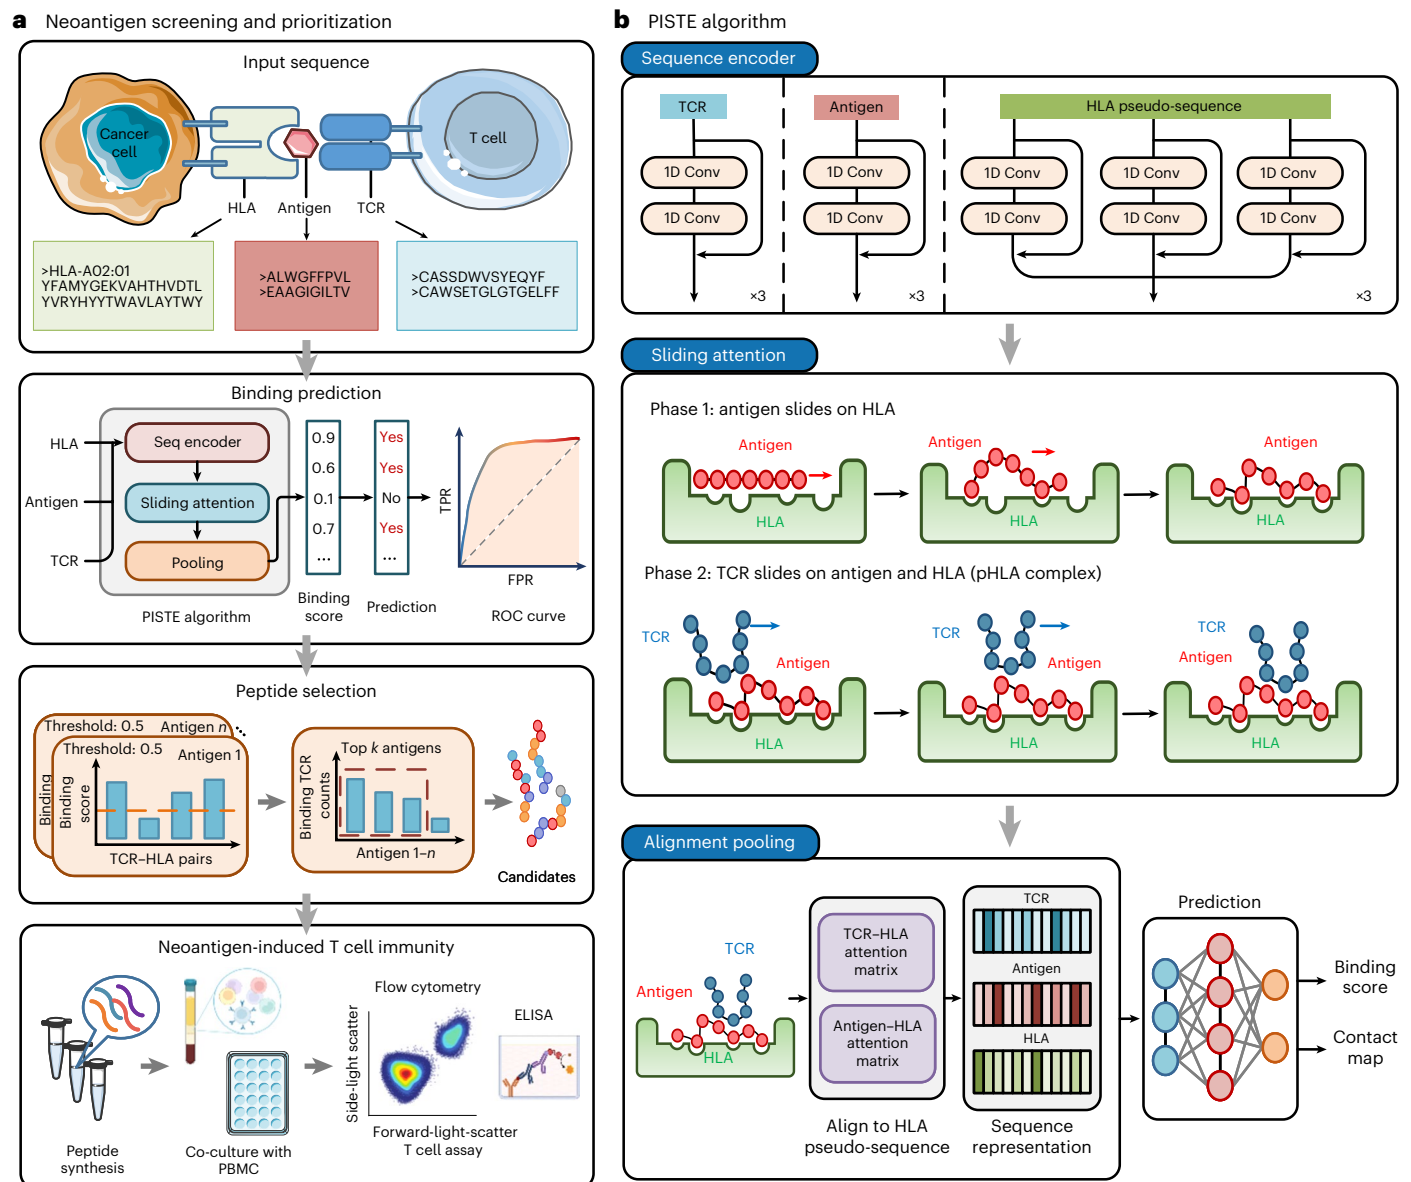 a Neoantigen screening and prioritization
Input sequence
Cancer
cell
T cell
HLA
Antigen
TCR
>HLA-A02:01
YFAMYGEKVAHTHVDTL
YVRYHYYTWAVLAYTWY
>ALWGFFPVL
>EAAGIGILTV
>CASSDWVSYEQYF
>CAWSETGLGTGELFF
Binding prediction
HLA
Antigen
TCR
Seq encoder
Sliding attention
Pooling
PISTE algorithm
0.9
0.6
0.1
0.7
...
Binding
score
Yes
Yes
No
Yes
...
Prediction
TPR
FPR
ROC curve
Peptide selection
Threshold: 0.5 Antigen n
Binding
Threshold: 0.5
Antigen 1
Binding
score
TCR–HLA pairs
Top k antigens
Binding TCR
counts
Antigen 1–n
Candidates
Neoantigen-induced T cell immunity
Peptide
synthesis
Co-culture with
PBMC
Flow cytometry
Side-light scatter
Forward-light-scatter
T cell assay
ELISA
b PISTE algorithm
Sequence encoder
TCR
1D Conv
1D Conv
×3
Antigen
1D Conv
1D Conv
×3
HLA pseudo-sequence
1D Conv
1D Conv
1D Conv
1D Conv
1D Conv
1D Conv
×3
Sliding attention
Phase 1: antigen slides on HLA
Antigen
HLA
Antigen
HLA
Antigen
HLA
Phase 2: TCR slides on antigen and HLA (pHLA complex)
TCR
Antigen
HLA
TCR
Antigen
HLA
TCR
Antigen
HLA
Alignment pooling
TCR
Antigen
HLA
TCR–HLA
attention
matrix
Antigen–HLA
attention
matrix
Align to HLA
pseudo-sequence
TCR
Antigen
HLA
Sequence
representation
Prediction
Binding
score
Contact
map